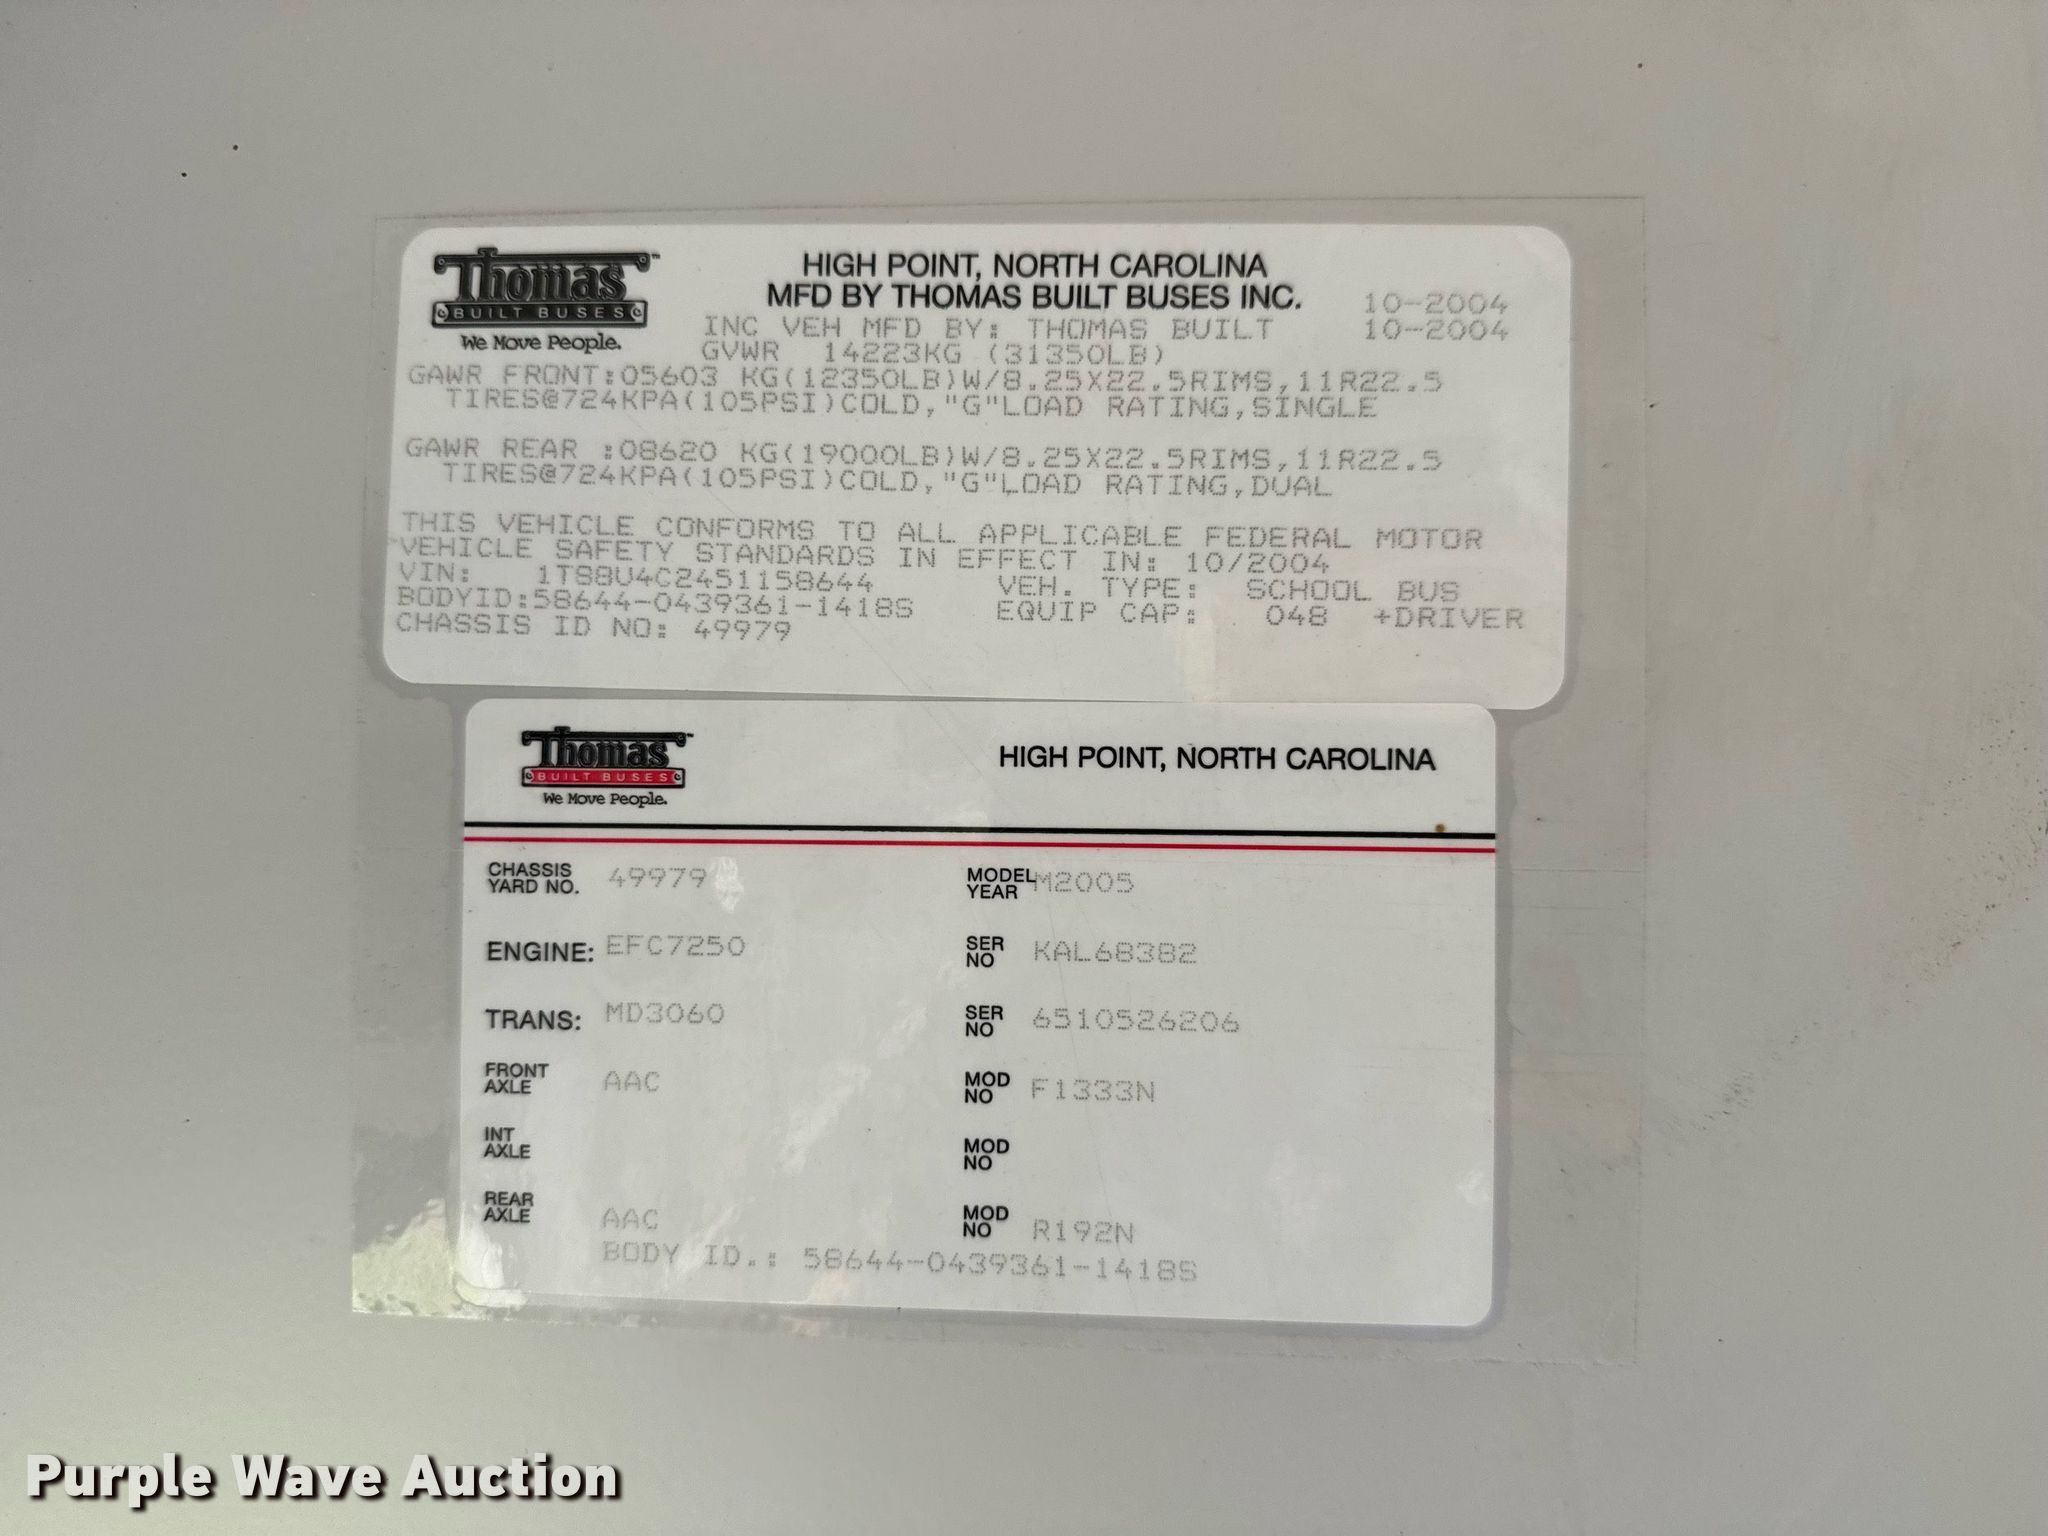 Thomas™
BUILT BUSES
We Move People.
HIGH POINT, NORTH CAROLINA
MFD BY THOMAS BUILT BUSES INC. 10-2004
INC VEH MFD BY: THOMAS BUILT 10-2004
GVWR 14223KG (31350LB)
GAWR FRONT:05603 KG(12350LB)W/8.25X22.5RIMS,11R22.5
TIRES@724KPA(105PSI)COLD,"G"LOAD RATING,SINGLE
GAWR REAR :08620 KG(19000LB)W/8.25X22.5RIMS,11R22.5
TIRES@724KPA(105PSI)COLD,"G"LOAD RATING,DUAL
THIS VEHICLE CONFORMS TO ALL APPLICABLE FEDERAL MOTOR
VEHICLE SAFETY STANDARDS IN EFFECT IN: 10/2004
VIN: 1T88U4C2451158644 VEH. TYPE: SCHOOL BUS
BODYID:58644-0439361-1418S EQUIP CAP: 048 +DRIVER
CHASSIS ID NO: 49979
Thomas™
BUILT BUSES
We Move People.
HIGH POINT, NORTH CAROLINA
CHASSIS YARD NO. 49979 MODEL YEAR M2005
ENGINE: EFC7250 SER NO KAL68382
TRANS: MD3060 SER NO 6510526206
FRONT AXLE AAC MOD NO F1333N
INT AXLE MOD NO
REAR AXLE AAC MOD NO R192N
BODY ID.: 58644-0439361-1418S
Purple Wave Auction